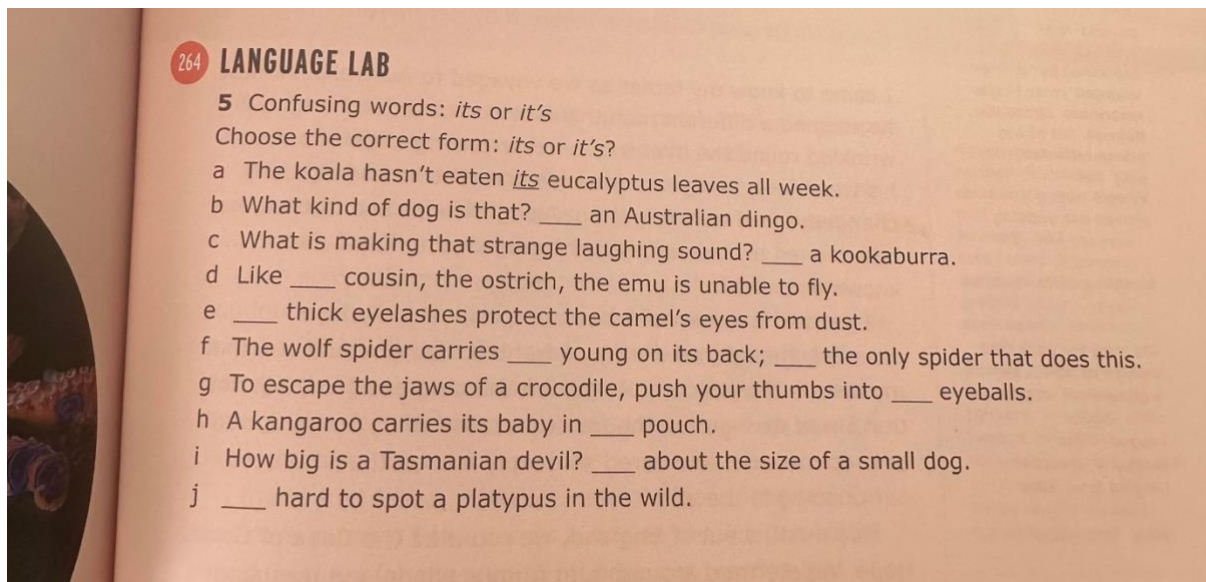 264 LANGUAGE LAB
5 Confusing words: its or it's
Choose the correct form: its or it's?
a The koala hasn't eaten its eucalyptus leaves all week.
b What kind of dog is that? ____ an Australian dingo.
c What is making that strange laughing sound? ____ a kookaburra.
d Like ____ cousin, the ostrich, the emu is unable to fly.
e ____ thick eyelashes protect the camel's eyes from dust.
f The wolf spider carries ____ young on its back; ____ the only spider that does this.
g To escape the jaws of a crocodile, push your thumbs into ____ eyeballs.
h A kangaroo carries its baby in ____ pouch.
i How big is a Tasmanian devil? ____ about the size of a small dog.
j ____ hard to spot a platypus in the wild.